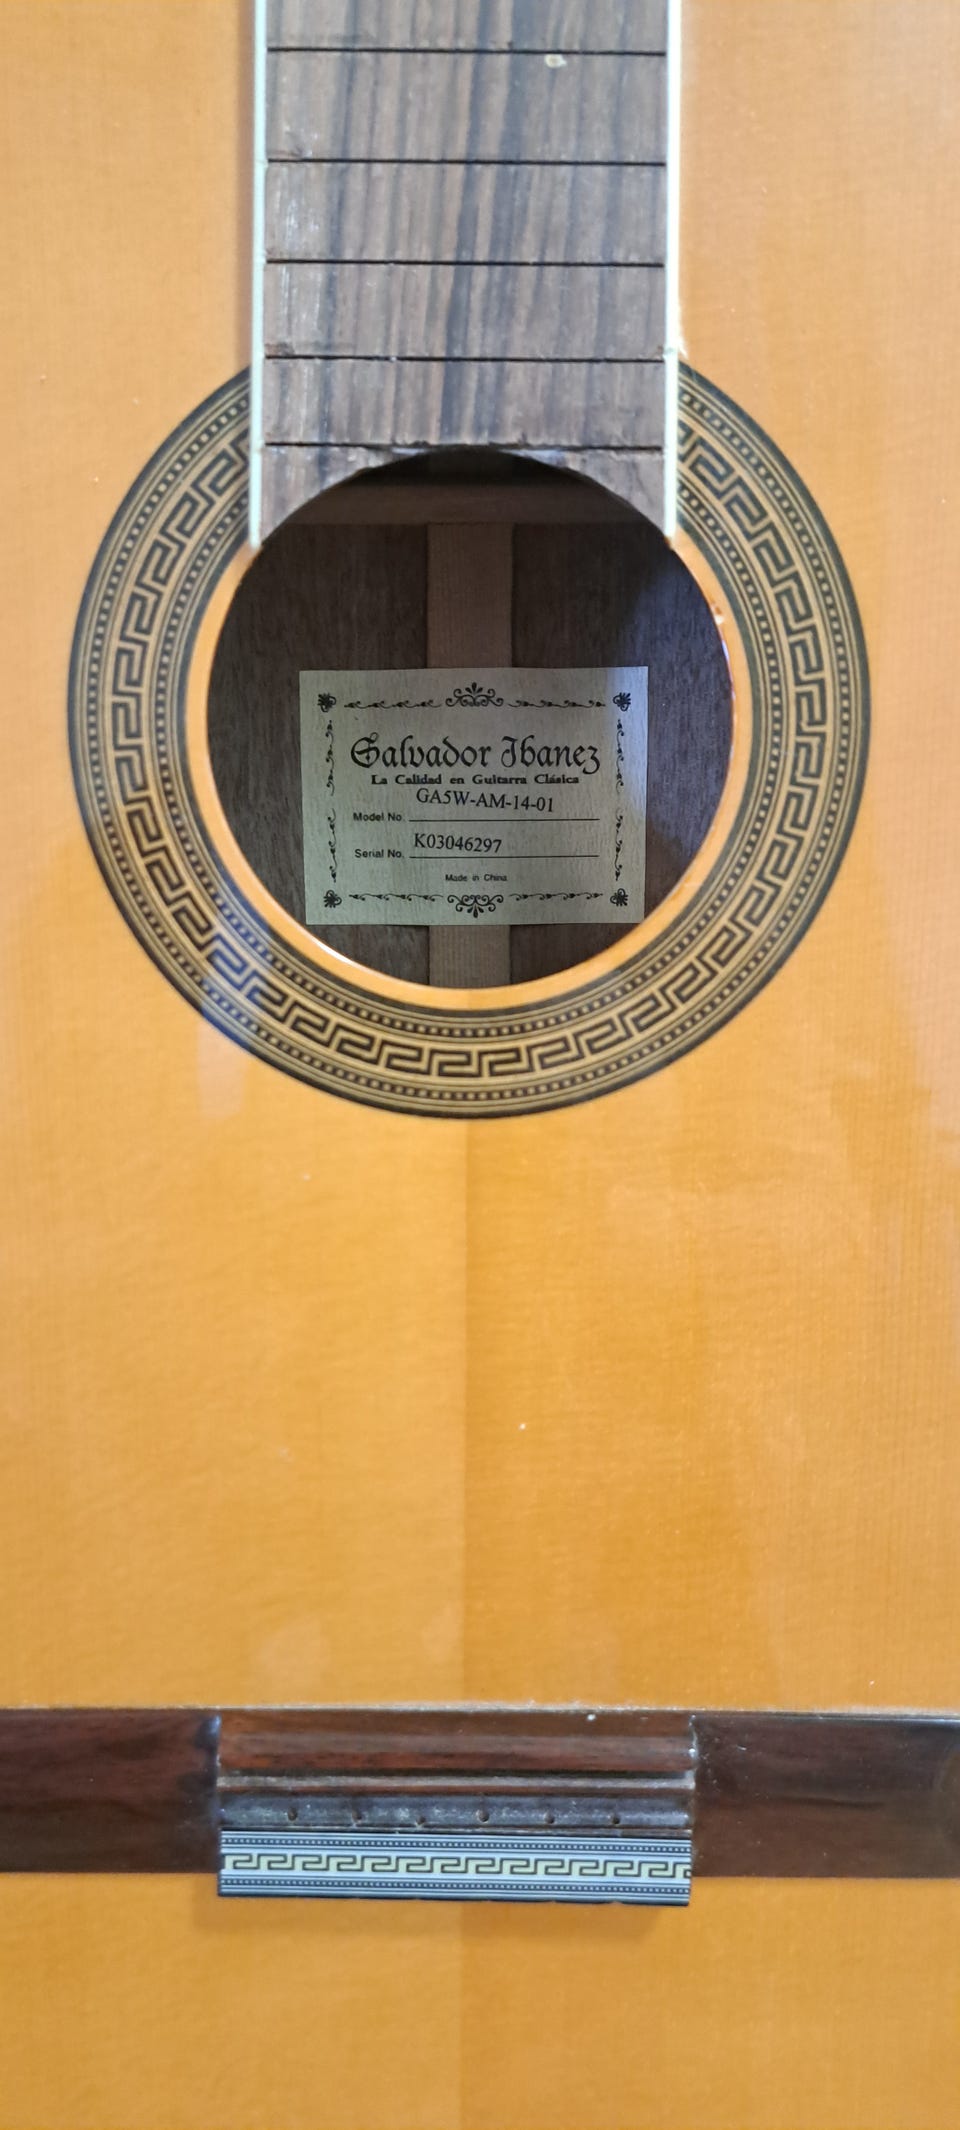 Salvador Ibanez
La Calidad en Guitarra Clásica
Model No. GA5W-AM-14-01
Serial No. K03046297
Made in China